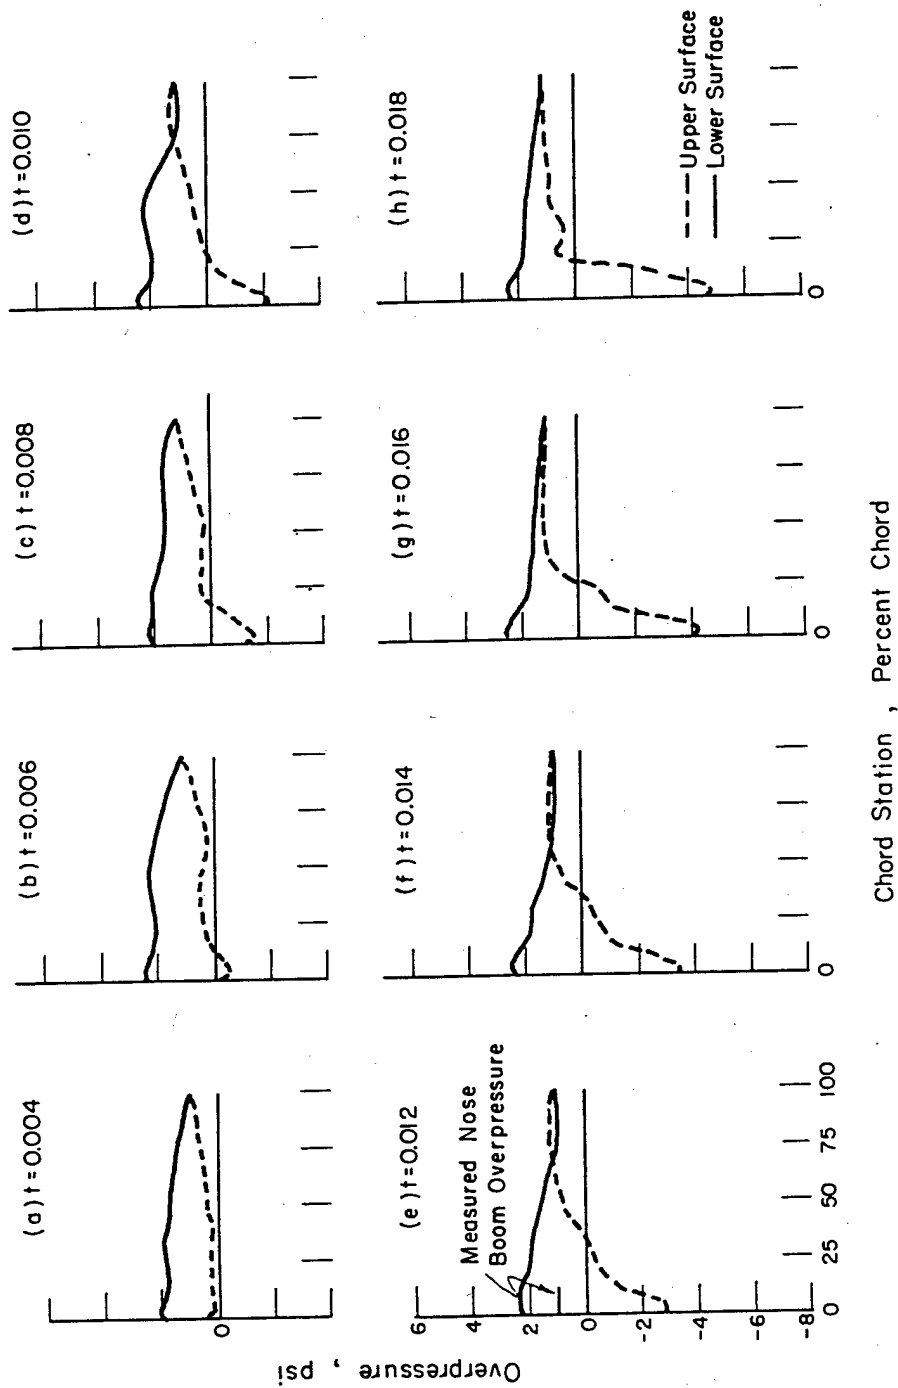 (a) t=0.004
(b) t=0.006
(c) t=0.008
(d) t=0.010
0
(e) t=0.012
(f) t=0.014
(g) t=0.016
(h) t=0.018
Measured Nose
Boom Overpressure
--- Upper Surface
— Lower Surface
6
4
2
0
-2
-4
-6
-8
0
25
50
75
100
0
0
0
Overpressure , psi
Chord Station , Percent Chord